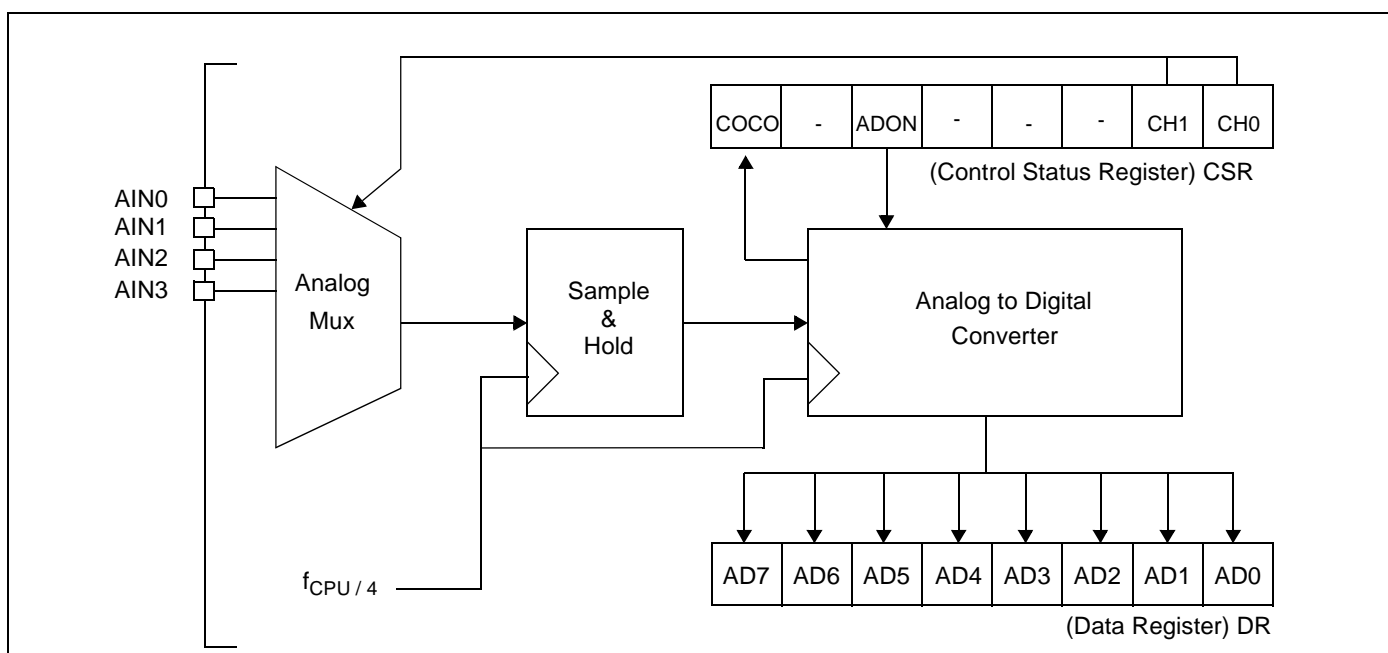 COCO - ADON - - - CH1 CH0
(Control Status Register) CSR
AIN0
AIN1
AIN2
AIN3
Analog
Mux
Sample
&
Hold
Analog to Digital
Converter
fCPU / 4
AD7 AD6 AD5 AD4 AD3 AD2 AD1 AD0
(Data Register) DR